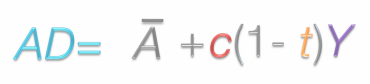 AD= Ā +c(1- t)Y